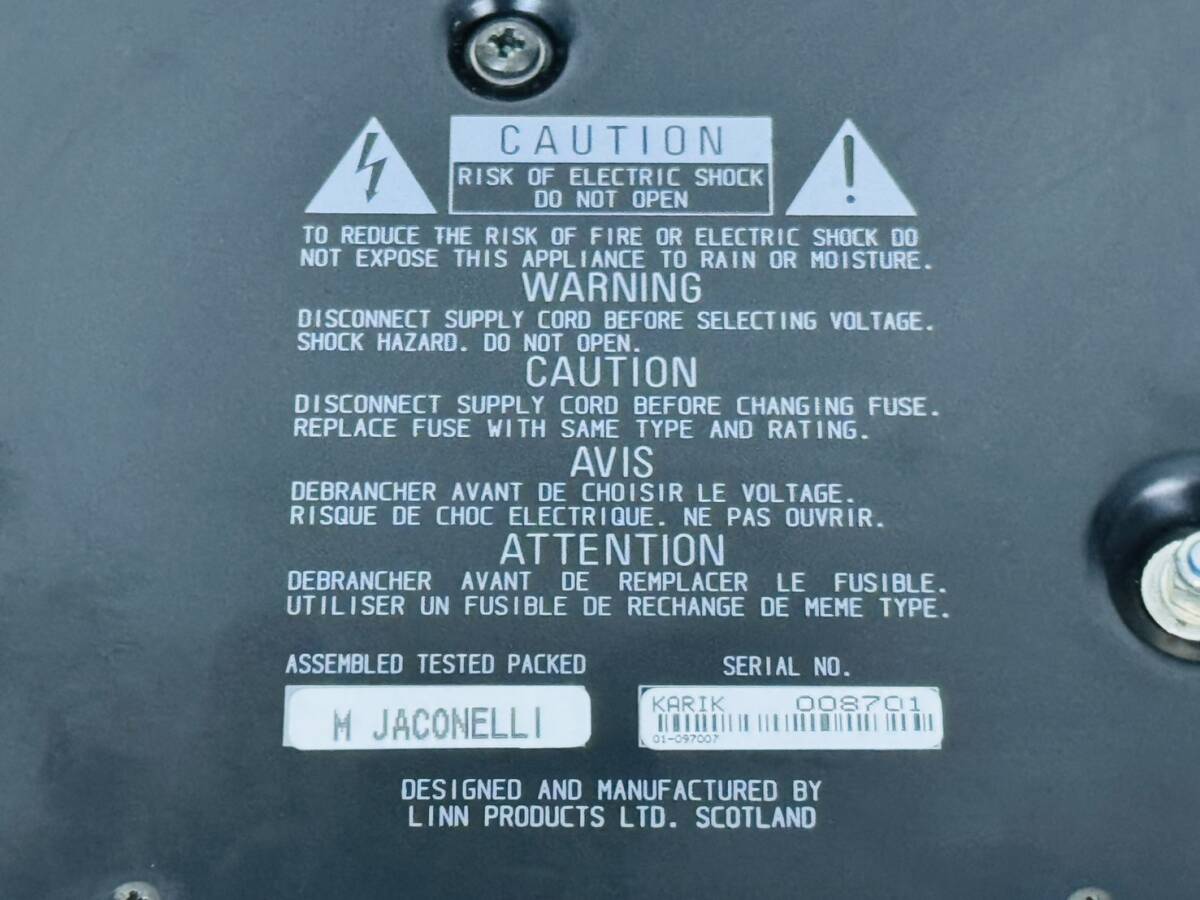 CAUTION
RISK OF ELECTRIC SHOCK
DO NOT OPEN
TO REDUCE THE RISK OF FIRE OR ELECTRIC SHOCK DO
NOT EXPOSE THIS APPLIANCE TO RAIN OR MOISTURE.
WARNING
DISCONNECT SUPPLY CORD BEFORE SELECTING VOLTAGE.
SHOCK HAZARD. DO NOT OPEN.
CAUTION
DISCONNECT SUPPLY CORD BEFORE CHANGING FUSE.
REPLACE FUSE WITH SAME TYPE AND RATING.
AVIS
DEBRANCHER AVANT DE CHOISIR LE VOLTAGE.
RISQUE DE CHOC ELECTRIQUE. NE PAS OUVRIR.
ATTENTION
DEBRANCHER AVANT DE REMPLACER LE FUSIBLE.
UTILISER UN FUSIBLE DE RECHANGE DE MEME TYPE.
ASSEMBLED TESTED PACKED
M JACONELLI
SERIAL NO.
KARIK 008701
01-097007
DESIGNED AND MANUFACTURED BY
LINN PRODUCTS LTD. SCOTLAND